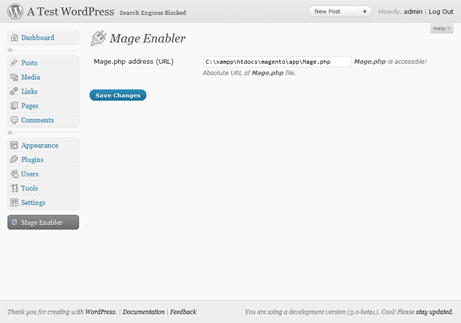 A Test WordPress Search Engines Blocked New Post Howdy, admin | Log Out
Help
Dashboard
Posts
Media
Links
Pages
Comments
Appearance
Plugins
Users
Tools
Settings
Mage Enabler
Mage Enabler
Mage.php address (URL) C:\xampp\htdocs\magento\app\Mage.php Mage.php is accessible!
Absolute URL of Mage.php file.
Save Changes
Thank you for creating with WordPress. | Documentation | Feedback You are using a development version (3.0-beta1). Cool! Please stay updated.